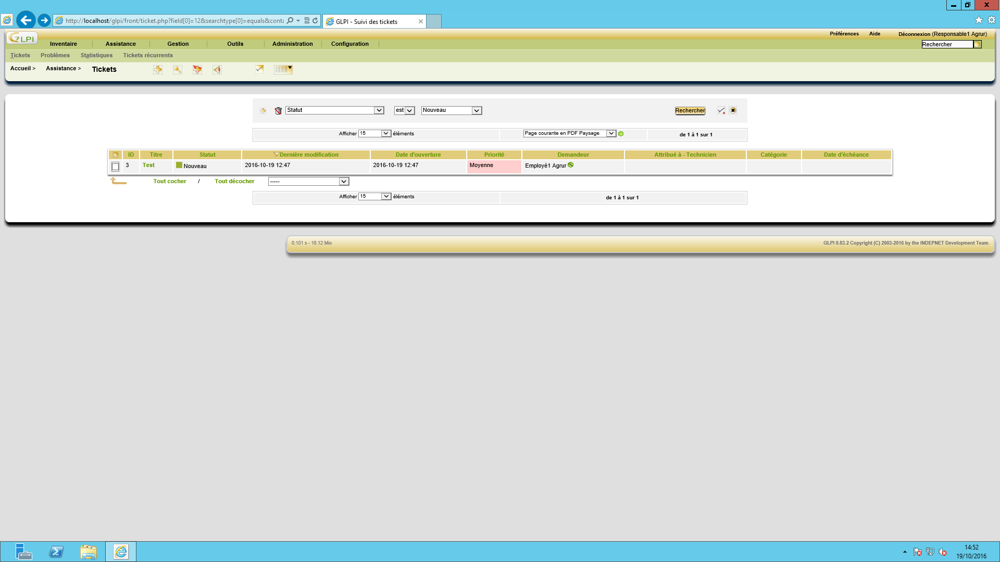 http://localhost/glpi/front/ticket.php?field[0]=12&searchtype[0]=equals&conta
GLPI - Suivi des tickets
GLPI
Préférences Aide Déconnexion (Responsable1 Agrur)
Inventaire Assistance Gestion Outils Administration Configuration
Rechercher
Tickets Problèmes Statistiques Tickets récurrents
Accueil > Assistance > Tickets
Statut est Nouveau Rechercher
Afficher 15 éléments Page courante en PDF Paysage de 1 à 1 sur 1
ID Titre Statut Dernière modification Date d'ouverture Priorité Demandeur Attribué à - Technicien Catégorie Date d'échéance
3 Test Nouveau 2016-10-19 12:47 2016-10-19 12:47 Moyenne Employé1 Agrur
Tout cocher / Tout décocher -----
Afficher 15 éléments de 1 à 1 sur 1
0.101 s - 16.12 Mio GLPI 0.83.2 Copyright (C) 2003-2016 by the INDEPNET Development Team.
14:52
19/10/2016